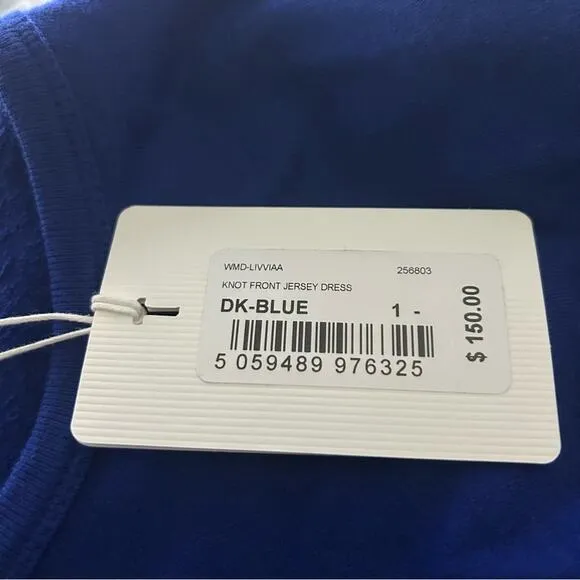 WMD-LIVVIAA 256803
KNOT FRONT JERSEY DRESS
DK-BLUE 1 -
5 059489 976325
$ 150.00